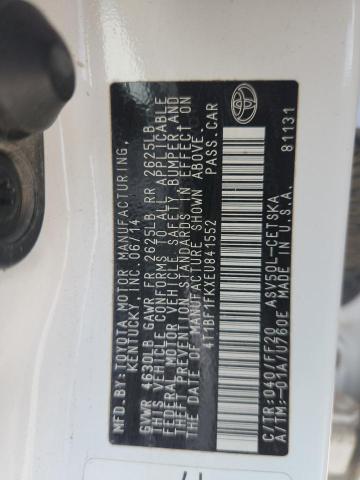 MFD.BY:TOYOTA MOTOR MANUFACTURING,
KENTUCKY,INC.06/14
GVWR 4630LB GAWR FR 2625LB RR 2625LB
THIS VEHICLE CONFORMS TO ALL APPLICABLE
FEDERAL MOTOR VEHICLE SAFETY BUMPER,AND
THEFT PREVENTION STANDARDS IN EFFECT ON
THE DATE OF MANUFACTURE SHOWN ABOVE.
4T1BF1FKXEU841552 PASS.CAR
C/TR:040/FF20 ASV50L-CETSKA
A/TM:-01A/U760E MADE IN U.S.A.
81131